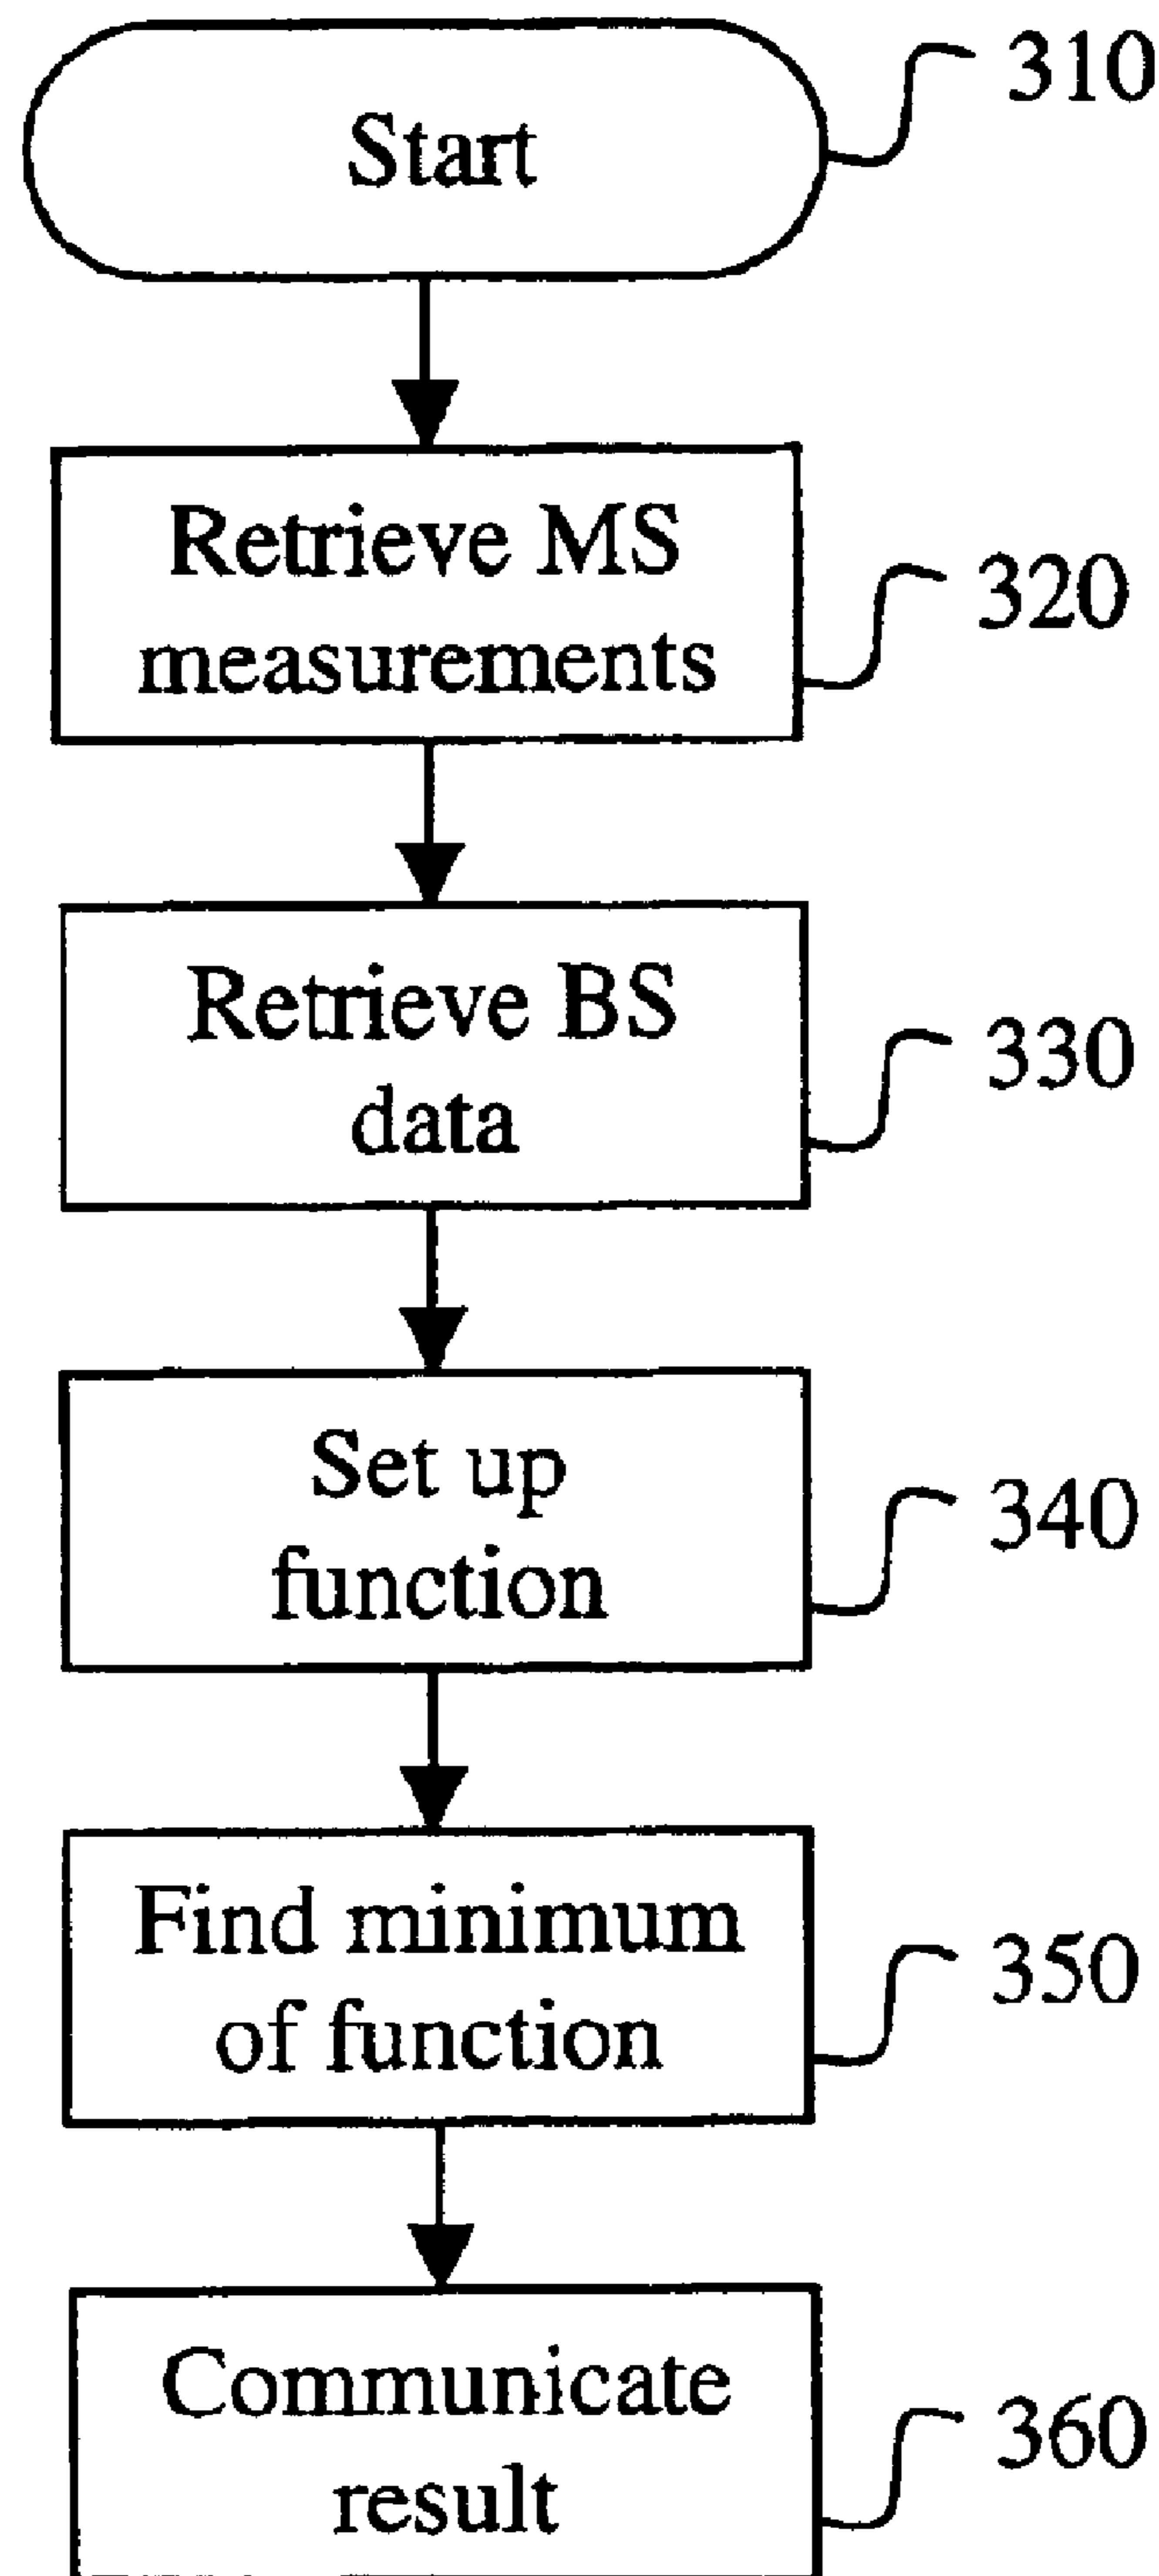 Start
310
Retrieve MS
measurements
320
Retrieve BS
data
330
Set up
function
340
Find minimum
of function
350
Communicate
result
360